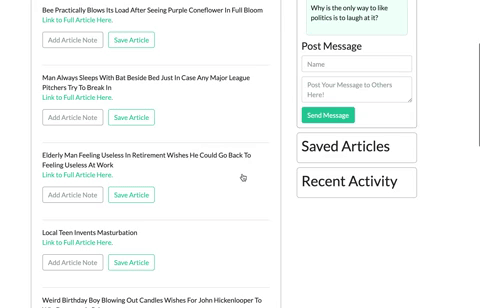 Bee Practically Blows Its Load After Seeing Purple Coneflower In Full Bloom
Link to Full Article Here.
Add Article Note
Save Article
Man Always Sleeps With Bat Beside Bed Just In Case Any Major League
Pitchers Try To Break In
Link to Full Article Here.
Add Article Note
Save Article
Elderly Man Feeling Useless In Retirement Wishes He Could Go Back To
Feeling Useless At Work
Link to Full Article Here.
Add Article Note
Save Article
Local Teen Invents Masturbation
Link to Full Article Here.
Add Article Note
Save Article
Weird Birthday Boy Blowing Out Candles Wishes For John Hickenlooper To
Why is the only way to like
politics is to laugh at it?
Post Message
Name
Post Your Message to Others
Here!
Send Message
Saved Articles
Recent Activity